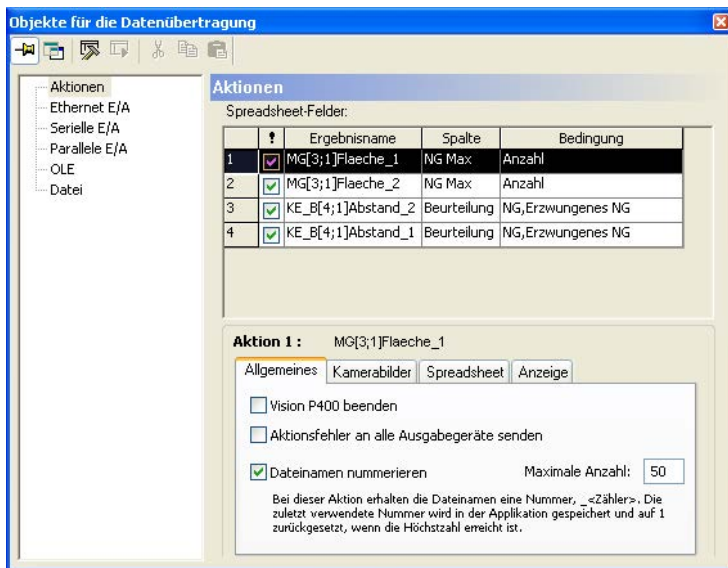 Objekte für die Datenübertragung
Aktionen
Ethernet E/A
Serielle E/A
Parallele E/A
OLE
Datei
Aktionen
Spreadsheet-Felder:
! Ergebnisname Spalte Bedingung
1 MG[3;1]Flaeche_1 NG Max Anzahl
2 MG[3;1]Flaeche_2 NG Max Anzahl
3 KE_B[4;1]Abstand_2 Beurteilung NG,Erzwungenes NG
4 KE_B[4;1]Abstand_1 Beurteilung NG,Erzwungenes NG
Aktion 1 : MG[3;1]Flaeche_1
Allgemeines Kamerabilder Spreadsheet Anzeige
Vision P400 beenden
Aktionsfehler an alle Ausgabegeräte senden
Dateinamen nummerieren Maximale Anzahl: 50
Bei dieser Aktion erhalten die Dateinamen eine Nummer, _<Zähler>. Die
zuletzt verwendete Nummer wird in der Applikation gespeichert und auf 1
zurückgesetzt, wenn die Höchstzahl erreicht ist.